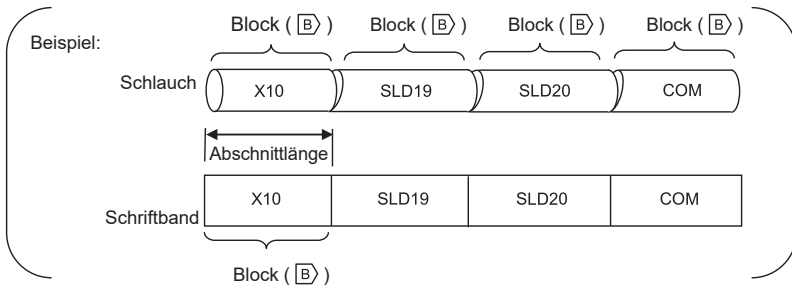 Block ( B ) Block ( B ) Block ( B ) Block ( B )
Beispiel:
Schlauch X10 SLD19 SLD20 COM
Abschnittlänge
Schriftband X10 SLD19 SLD20 COM
Block ( B )